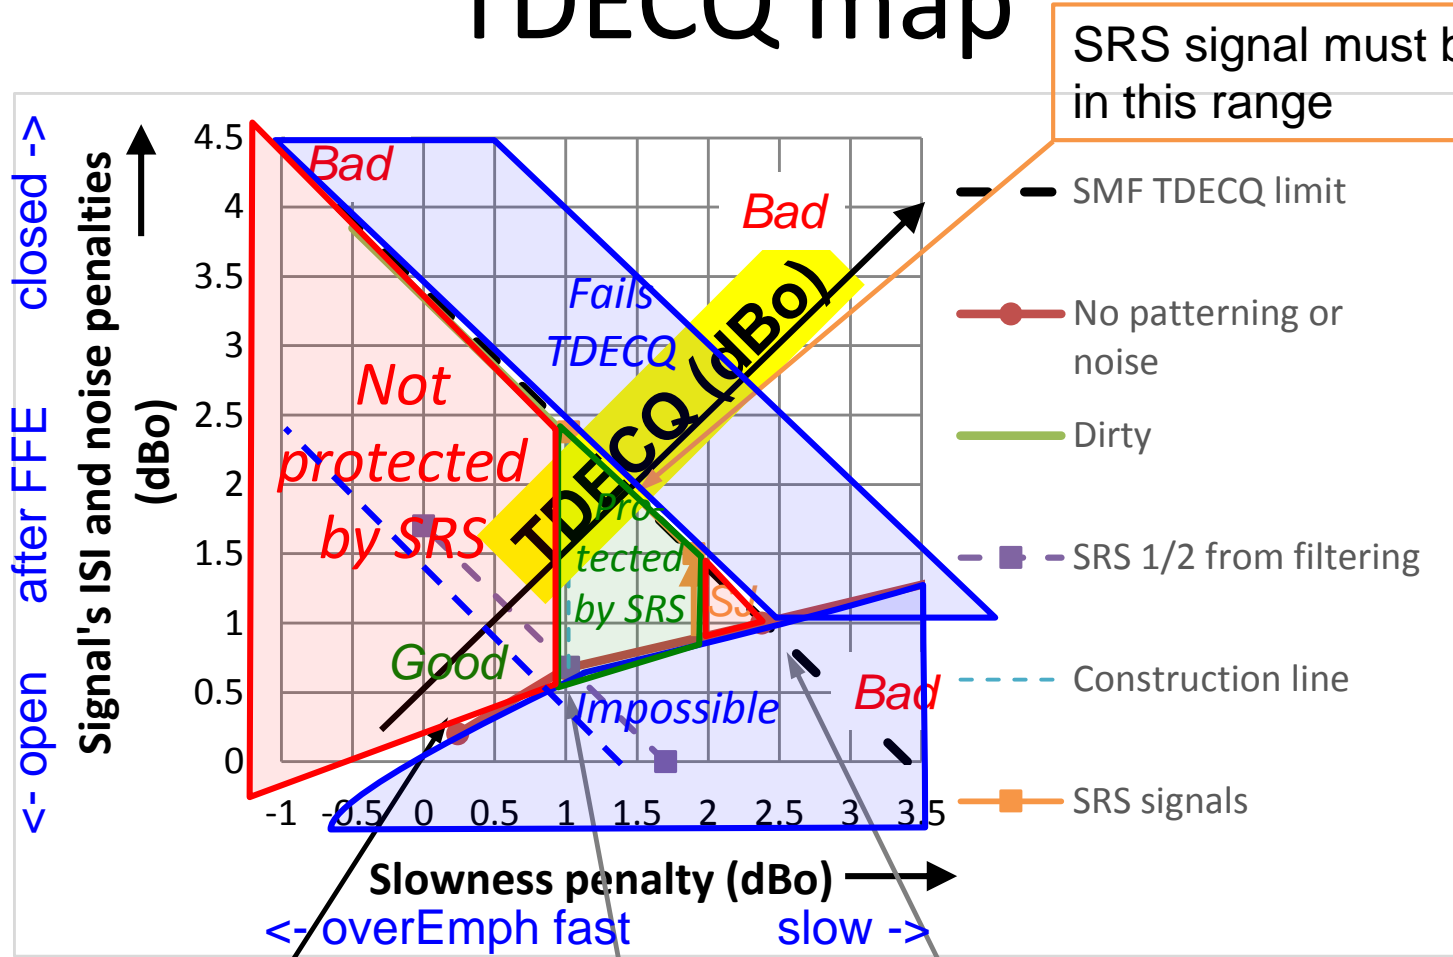 TDECQ map
SRS signal must b
in this range
<- open    after FFE    closed ->
Signal's ISI and noise penalties
(dBo)
4.5
4
3.5
3
2.5
2
1.5
1
0.5
0
-1
-0.5
0
0.5
1
1.5
2
2.5
3
3.5
Bad
Bad
Fails
TDECQ
TDECQ (dBo)
Not
protected
by SRS
Pro-
tected
by SRS
SJ
Good
Impossible
Bad
Slowness penalty (dBo)
<- overEmph fast
slow ->
SMF TDECQ limit
No patterning or
noise
Dirty
SRS 1/2 from filtering
Construction line
SRS signals